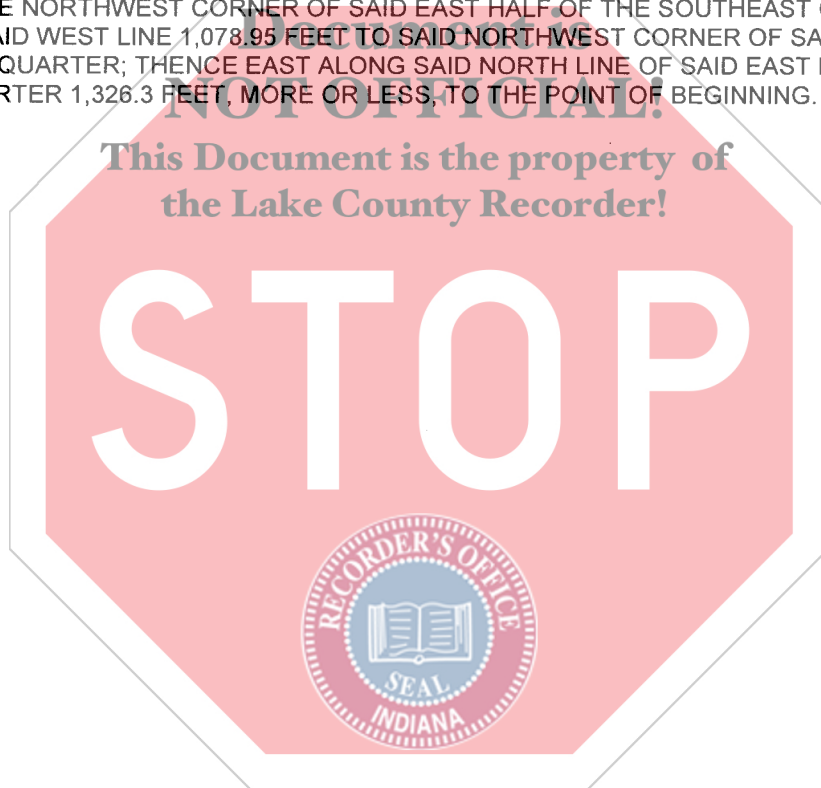 NORTHWEST CORNER OF SAID EAST HALF OF THE SOUTHEAST
WEST LINE 1,078.95 FEET TO SAID NORTHWEST CORNER OF
QUARTER; THENCE EAST ALONG SAID NORTH LINE OF SAID EAST
1,326.3 FEET, MORE OR LESS, TO THE POINT OF BEGINNING.
Document is
NOT OFFICIAL!
This Document is the property of
the Lake County Recorder!
STOP
RECORDER'S OFFICE
SEAL
INDIANA